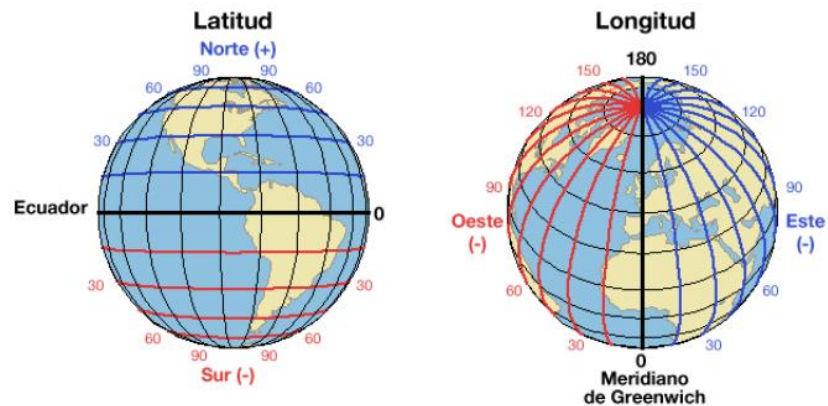 Latitud
Norte (+)
90 90
60 60
30 30
Ecuador 0
30 30
60 60
90 90
Sur (-)
Longitud
180
150 150
120 120
90 90
Oeste (-)
Este (-)
60 60
30 30
0
Meridiano
de Greenwich